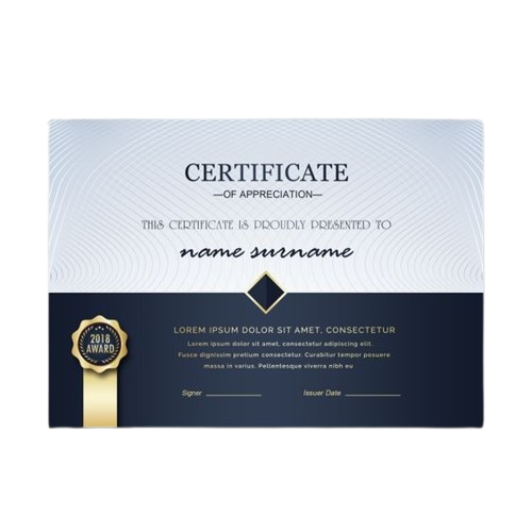 CERTIFICATE
—OF APPRECIATION—
THIS CERTIFICATE IS PROUDLY PRESENTED TO
name surname
2018
AWARD
LOREM IPSUM DOLOR SIT AMET, CONSECTETUR
Lorem ipsum dolor sit amet, consectetur adipiscing elit.
Fusce dignissim pretium consectetur. Curabitur tempor posuere
massa in varius. Pellentesque viverra nibh eu
Signer ____________ Issuer Date ____________